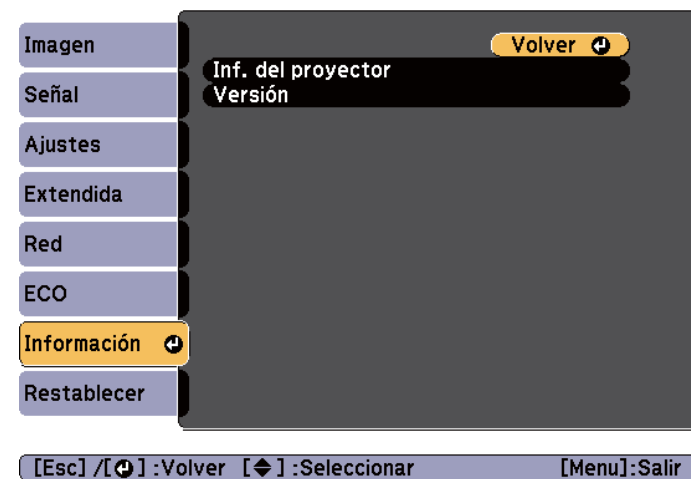 Imagen
Señal
Ajustes
Extendida
Red
ECO
Información
Restablecer
Volver
Inf. del proyector
Versión
[Esc] /[ ] :Volver [ ] :Seleccionar [Menu]:Salir